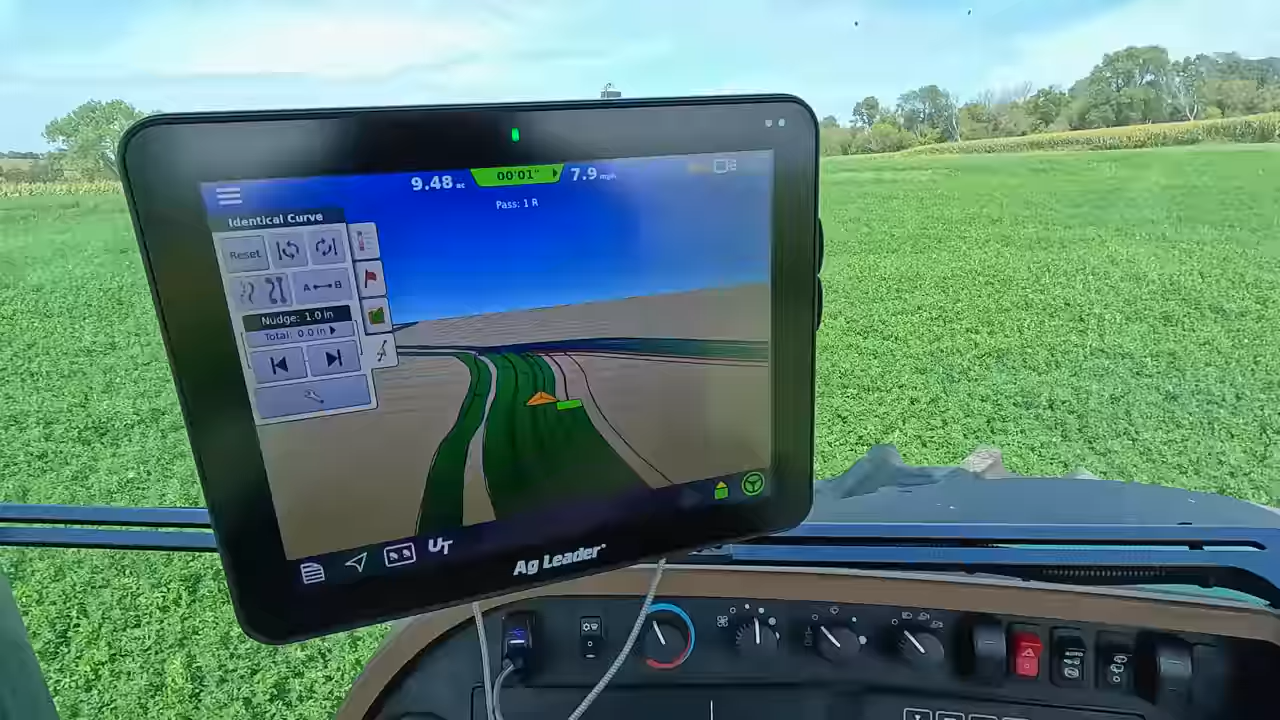 9.48 ac
00'01"
7.9 mph
Pass: 1 R
Identical Curve
Reset
A B
Nudge: 1.0 in
Total: 0.0 in
UT
Ag Leader
AUTO